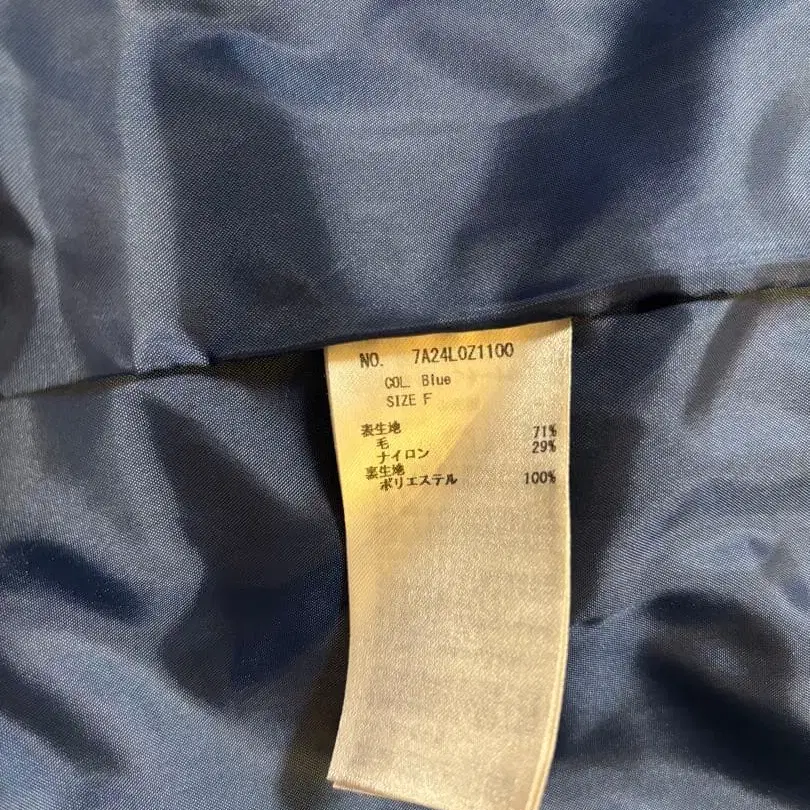 NO. 7A24LOZ1100
COL. Blue
SIZE F
表生地
毛 71%
ナイロン 29%
裏生地
ポリエステル 100%